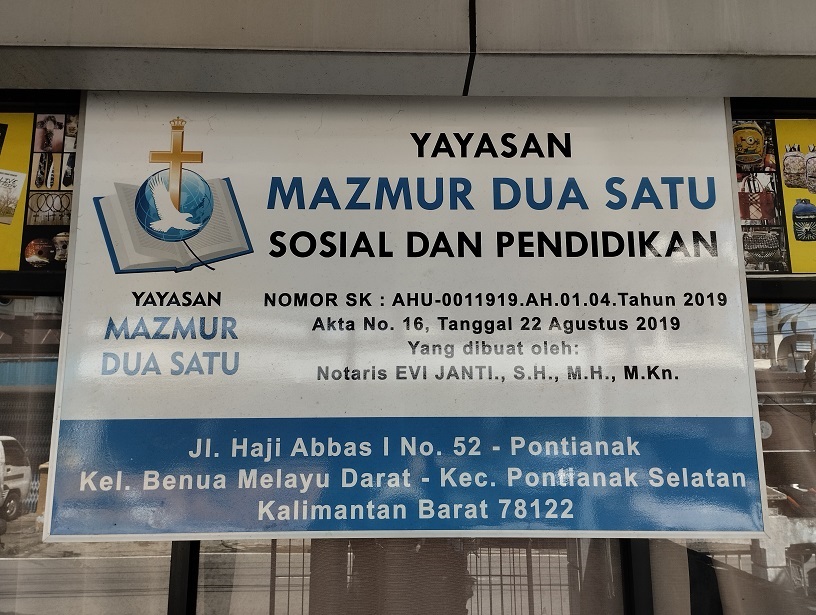 YAYASAN
MAZMUR DUA SATU
SOSIAL DAN PENDIDIKAN
YAYASAN
MAZMUR
DUA SATU
NOMOR SK : AHU-0011919.AH.01.04.Tahun 2019
Akta No. 16, Tanggal 22 Agustus 2019
Yang dibuat oleh:
Notaris EVI JANTI., S.H., M.H., M.Kn.
Jl. Haji Abbas I No. 52 - Pontianak
Kel. Benua Melayu Darat - Kec. Pontianak Selatan
Kalimantan Barat 78122